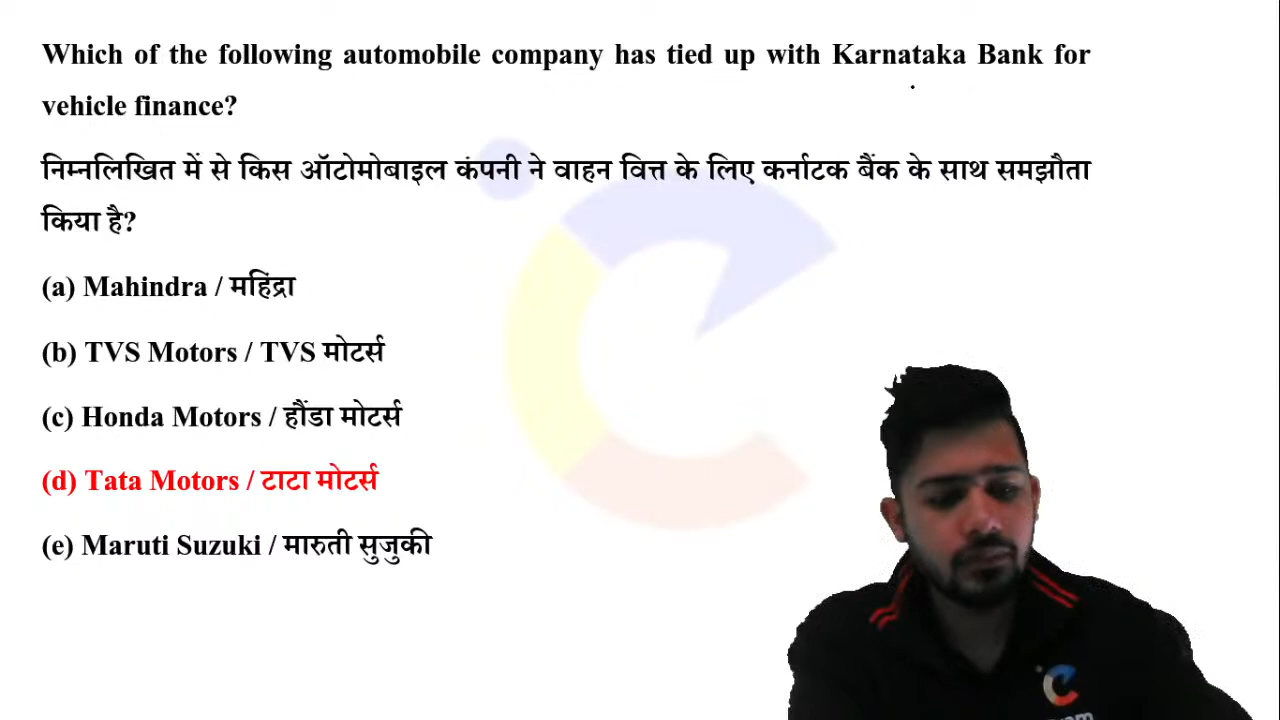 Which of the following automobile company has tied up with Karnataka Bank for
vehicle finance?
निम्नलिखित में से किस ऑटोमोबाइल कंपनी ने वाहन वित्त के लिए कर्नाटक बैंक के साथ समझौता
किया है?
(a) Mahindra / महिंद्रा
(b) TVS Motors / TVS मोटर्स
(c) Honda Motors / हौंडा मोटर्स
(d) Tata Motors / टाटा मोटर्स
(e) Maruti Suzuki / मारुती सुजुकी